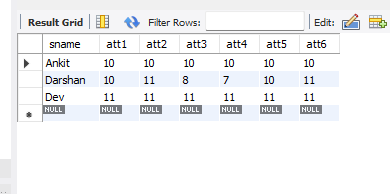 Result Grid Filter Rows: Edit:
sname att1 att2 att3 att4 att5 att6
Ankit 10 10 10 10 10 10
Darshan 10 11 8 7 10 11
Dev 11 11 11 11 11 11
NULL NULL NULL NULL NULL NULL NULL